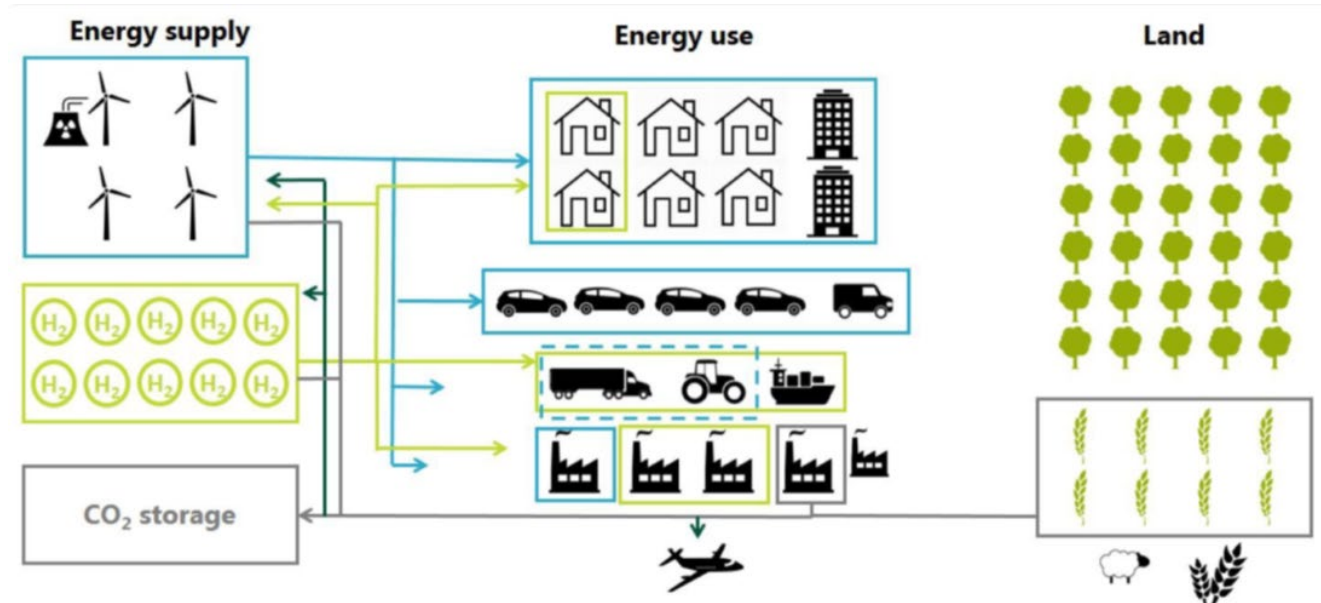 Energy supply
Energy use
Land
H₂ H₂ H₂ H₂ H₂
H₂ H₂ H₂ H₂ H₂
CO₂ storage